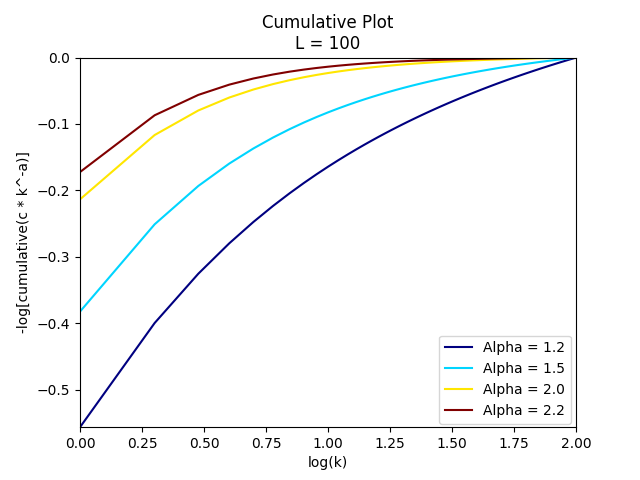 Cumulative Plot
L = 100
0.0
−0.1
−0.2
−0.3
−0.4
−0.5
-log[cumulative(c * k^-a)]
Alpha = 1.2
Alpha = 1.5
Alpha = 2.0
Alpha = 2.2
0.00 0.25 0.50 0.75 1.00 1.25 1.50 1.75 2.00
log(k)